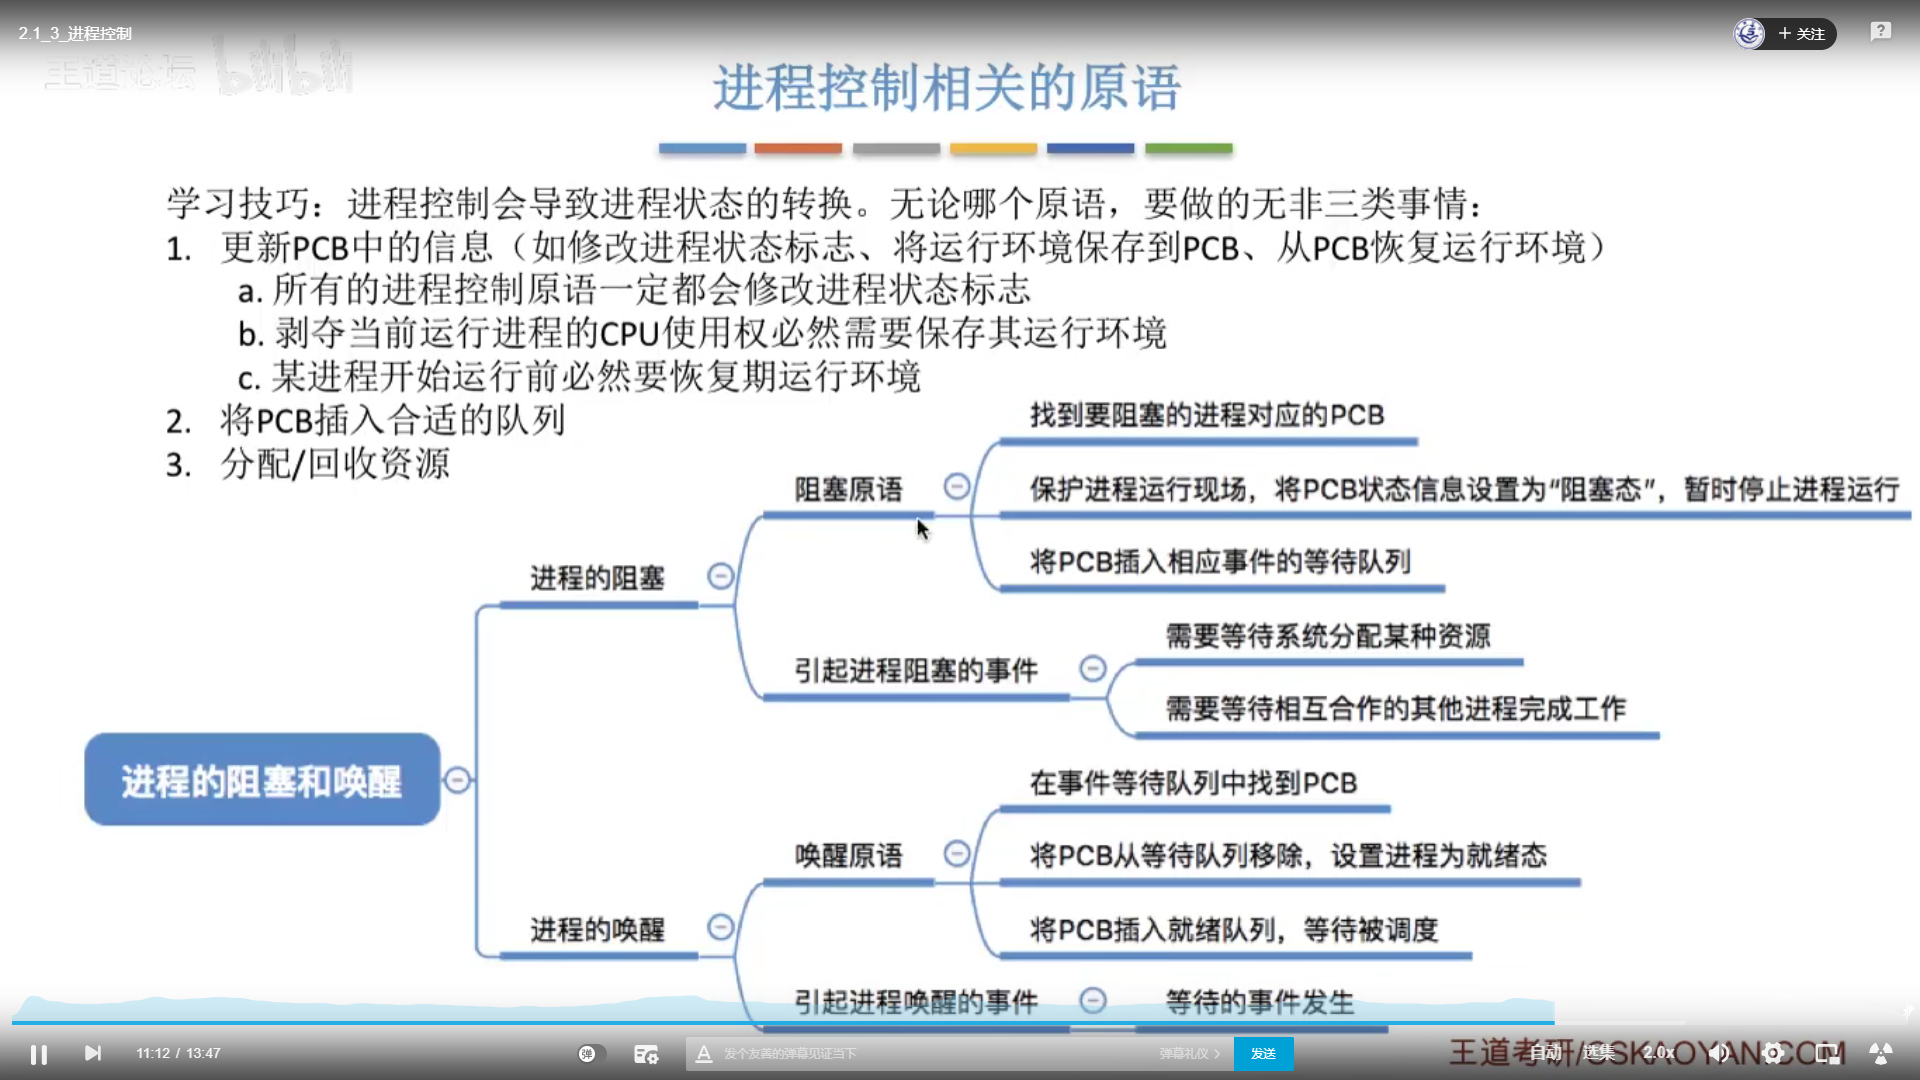 2.1_3_进程控制
+ 关注
王道论坛 bilibili
进程控制相关的原语
学习技巧：进程控制会导致进程状态的转换。无论哪个原语，要做的无非三类事情：
1. 更新PCB中的信息（如修改进程状态标志、将运行环境保存到PCB、从PCB恢复运行环境）
a. 所有的进程控制原语一定都会修改进程状态标志
b. 剥夺当前运行进程的CPU使用权必然需要保存其运行环境
c. 某进程开始运行前必然要恢复期运行环境
2. 将PCB插入合适的队列
3. 分配/回收资源
找到要阻塞的进程对应的PCB
阻塞原语
保护进程运行现场，将PCB状态信息设置为“阻塞态”，暂时停止进程运行
将PCB插入相应事件的等待队列
进程的阻塞
需要等待系统分配某种资源
引起进程阻塞的事件
需要等待相互合作的其他进程完成工作
进程的阻塞和唤醒
在事件等待队列中找到PCB
唤醒原语
将PCB从等待队列移除，设置进程为就绪态
将PCB插入就绪队列，等待被调度
进程的唤醒
引起进程唤醒的事件
等待的事件发生
11:12 / 13:47
弹
发个友善的弹幕见证当下
弹幕礼仪 >
发送
王道考研/CSKAOYAN.COM
自动
选集
2.0x